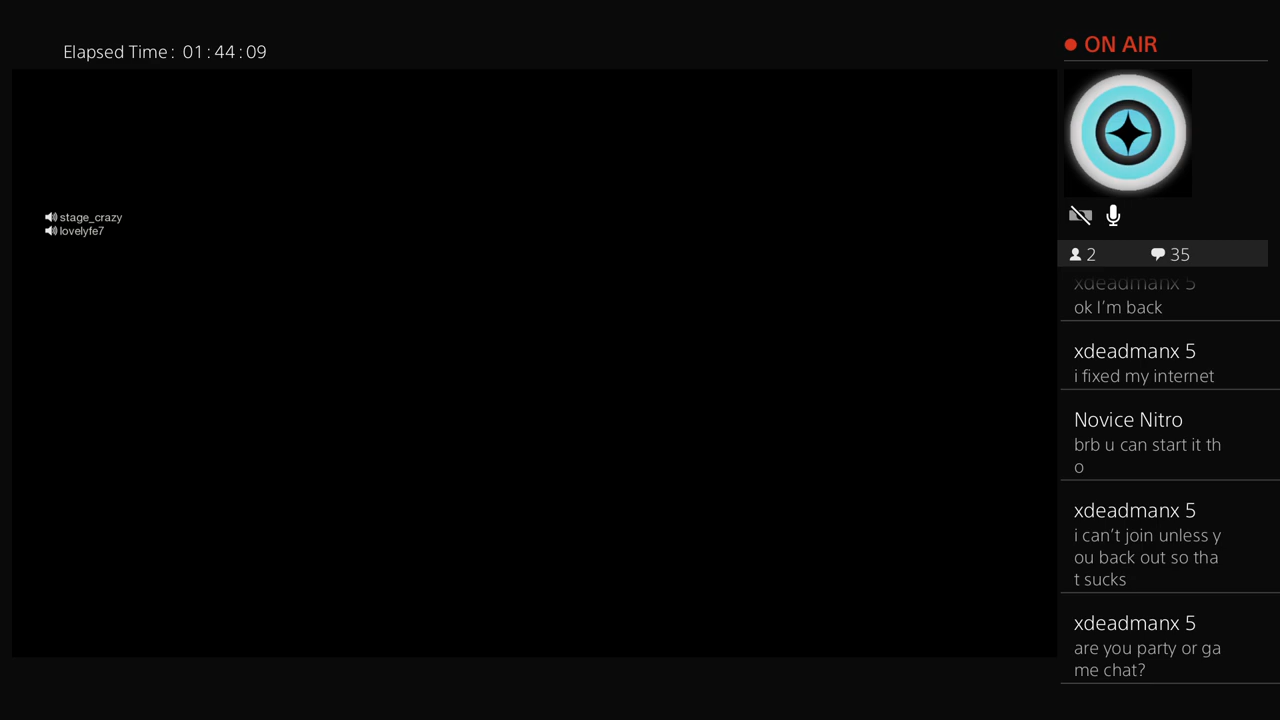 Elapsed Time: 01:44:09
ON AIR
stage_crazy
lovelyfe7
2 35
xdeadmanx 5
ok I'm back
xdeadmanx 5
i fixed my internet
Novice Nitro
brb u can start it th
o
xdeadmanx 5
i can't join unless y
ou back out so tha
t sucks
xdeadmanx 5
are you party or ga
me chat?